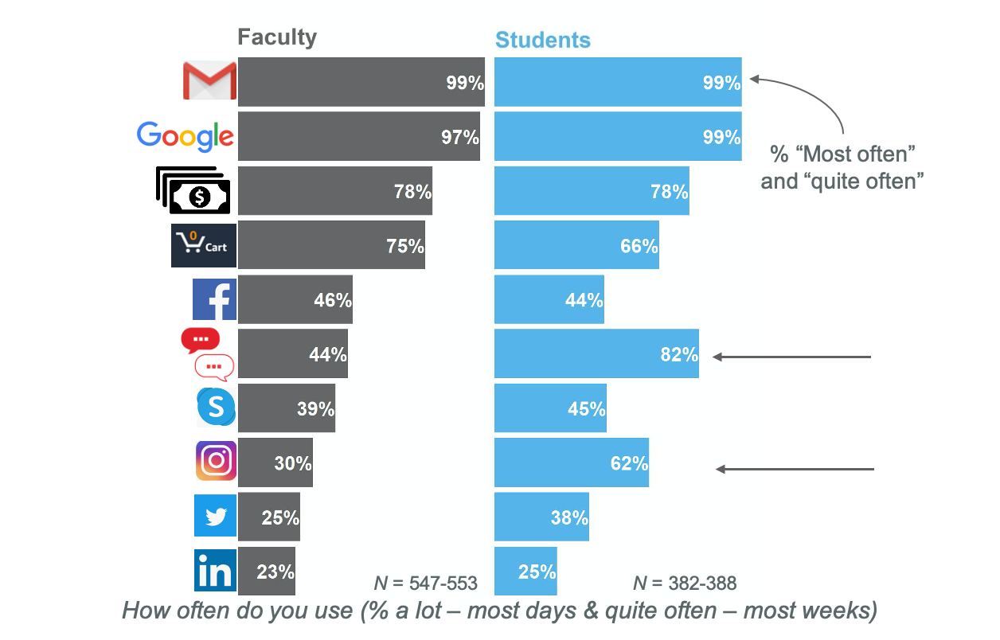 Faculty
Students
99%
99%
Google
97%
99%
% “Most often”
and “quite often”
$
78%
78%
0
Cart
75%
66%
f
46%
44%
44%
82%
S
39%
45%
30%
62%
25%
38%
in
23%
25%
N = 547-553
N = 382-388
How often do you use (% a lot – most days & quite often – most weeks)